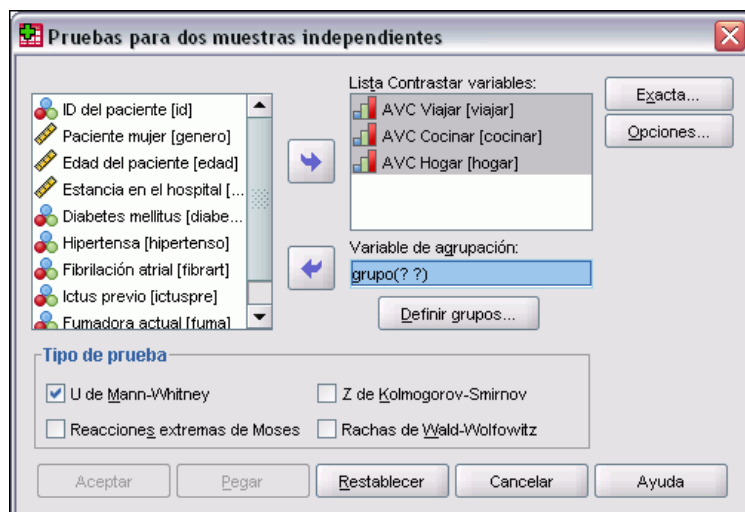 Pruebas para dos muestras independientes
ID del paciente [id]
Paciente mujer [genero]
Edad del paciente [edad]
Estancia en el hospital [...
Diabetes mellitus [diabe...
Hipertensa [hipertenso]
Fibrilación atrial [fibrart]
Ictus previo [ictuspre]
Fumadora actual [fuma]
Lista Contrastar variables:
AVC Viajar [viajar]
AVC Cocinar [cocinar]
AVC Hogar [hogar]
Variable de agrupación:
grupo(? ?)
Definir grupos...
Exacta...
Opciones...
Tipo de prueba
U de Mann-Whitney
Z de Kolmogorov-Smirnov
Reacciones extremas de Moses
Rachas de Wald-Wolfowitz
Aceptar
Pegar
Restablecer
Cancelar
Ayuda